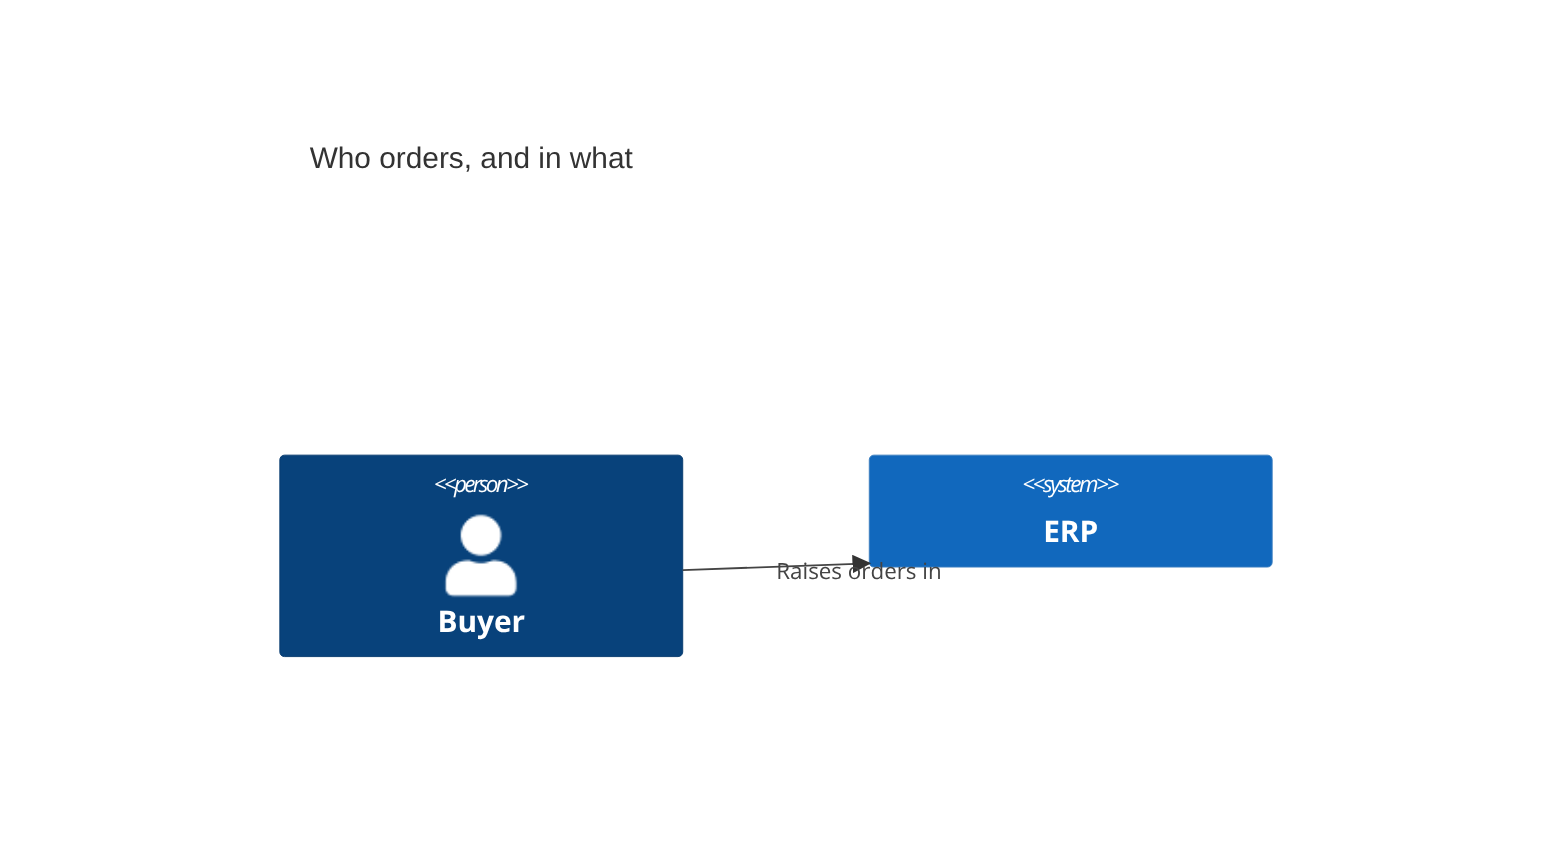 Who orders, and in what
<<person>>
Buyer
Raises orders in
<<system>>
ERP